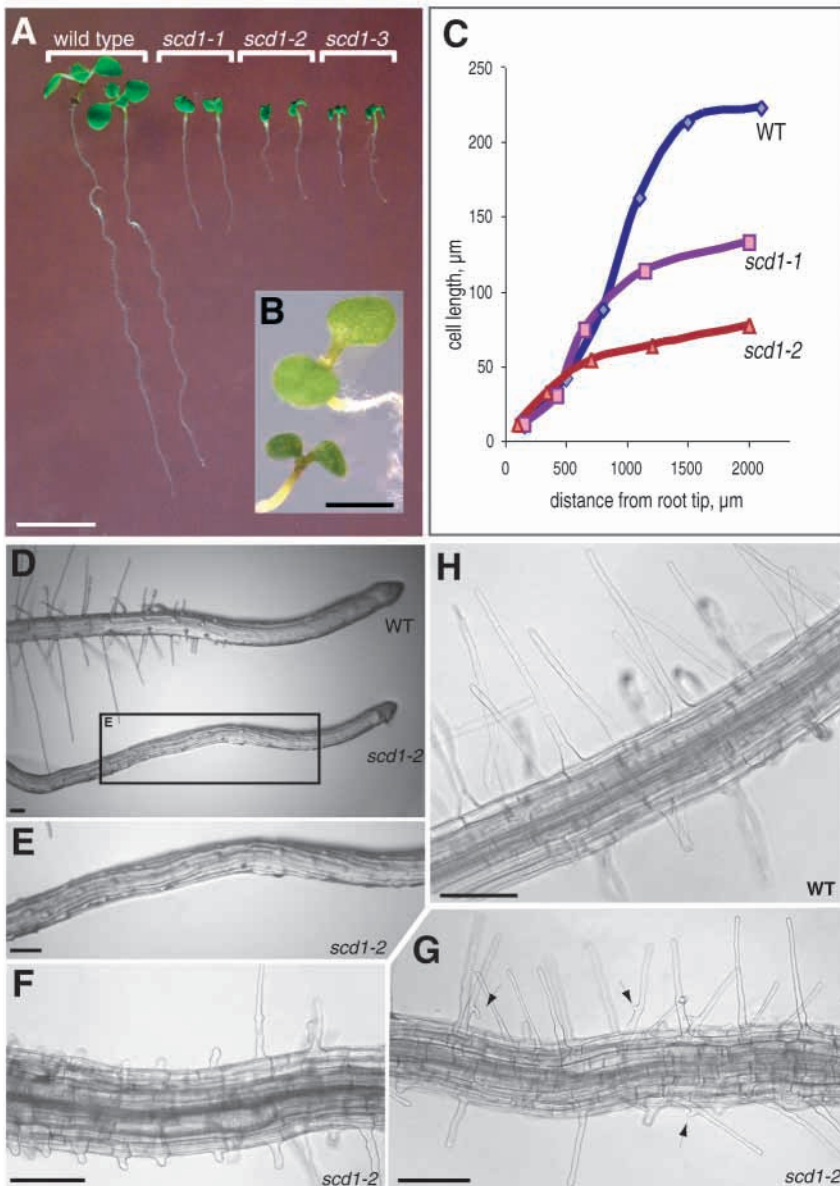 A
wild type scd1-1 scd1-2 scd1-3
B
C
250
200
150
100
50
0
cell length, µm
0 500 1000 1500 2000
distance from root tip, µm
WT
scd1-1
scd1-2
D
WT
E
scd1-2
E
scd1-2
F
scd1-2
H
WT
G
scd1-2